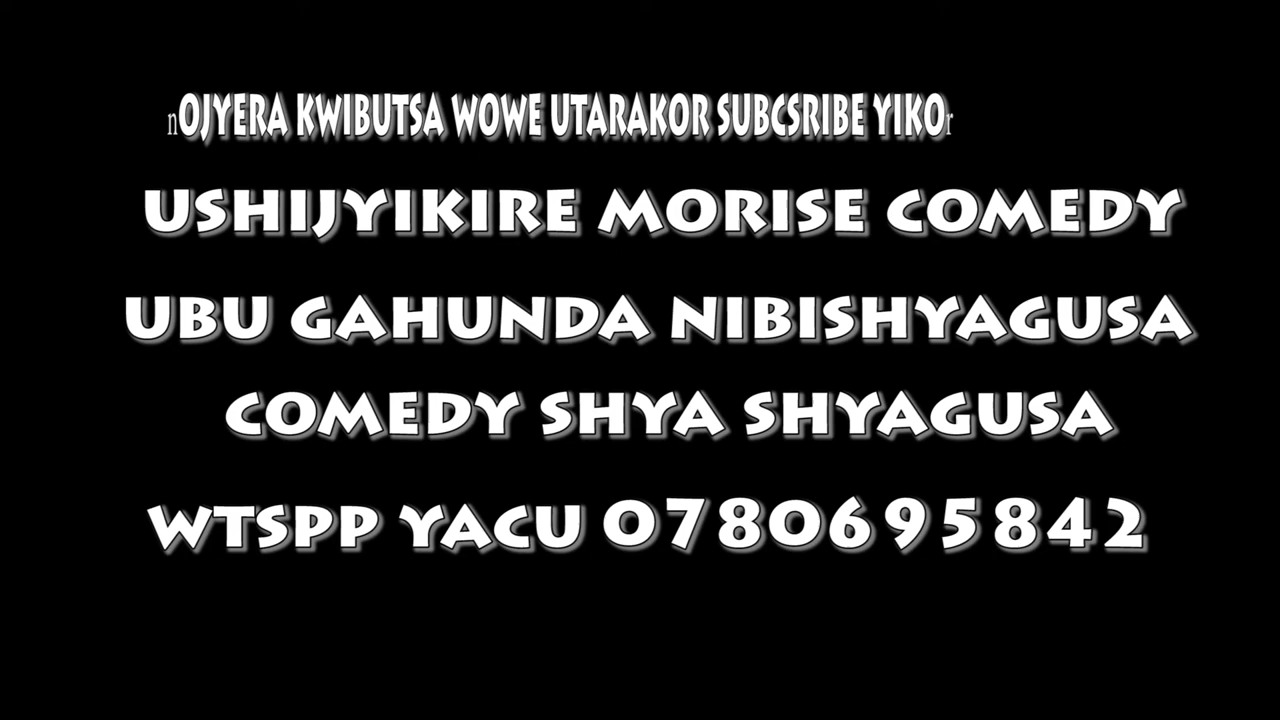 nOJYERA KWIBUTSA WOWE UTARAKOR SUBCSRIBE YIKOr
USHIJYIKIRE MORISE COMEDY
UBU GAHUNDA NIBISHYAGUSA
COMEDY SHYA SHYAGUSA
WTSPP YACU 0780695842